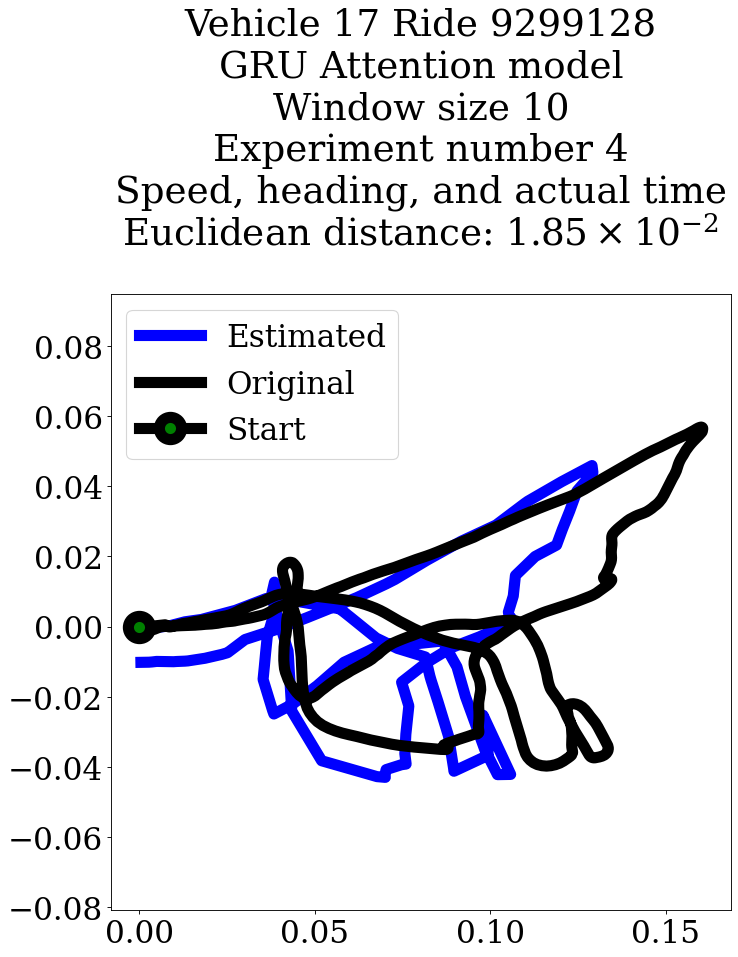 Vehicle 17 Ride 9299128
GRU Attention model
Window size 10
Experiment number 4
Speed, heading, and actual time
Euclidean distance: 1.85 × 10⁻²
Estimated
Original
Start
0.08
0.06
0.04
0.02
0.00
−0.02
−0.04
−0.06
−0.08
0.00 0.05 0.10 0.15